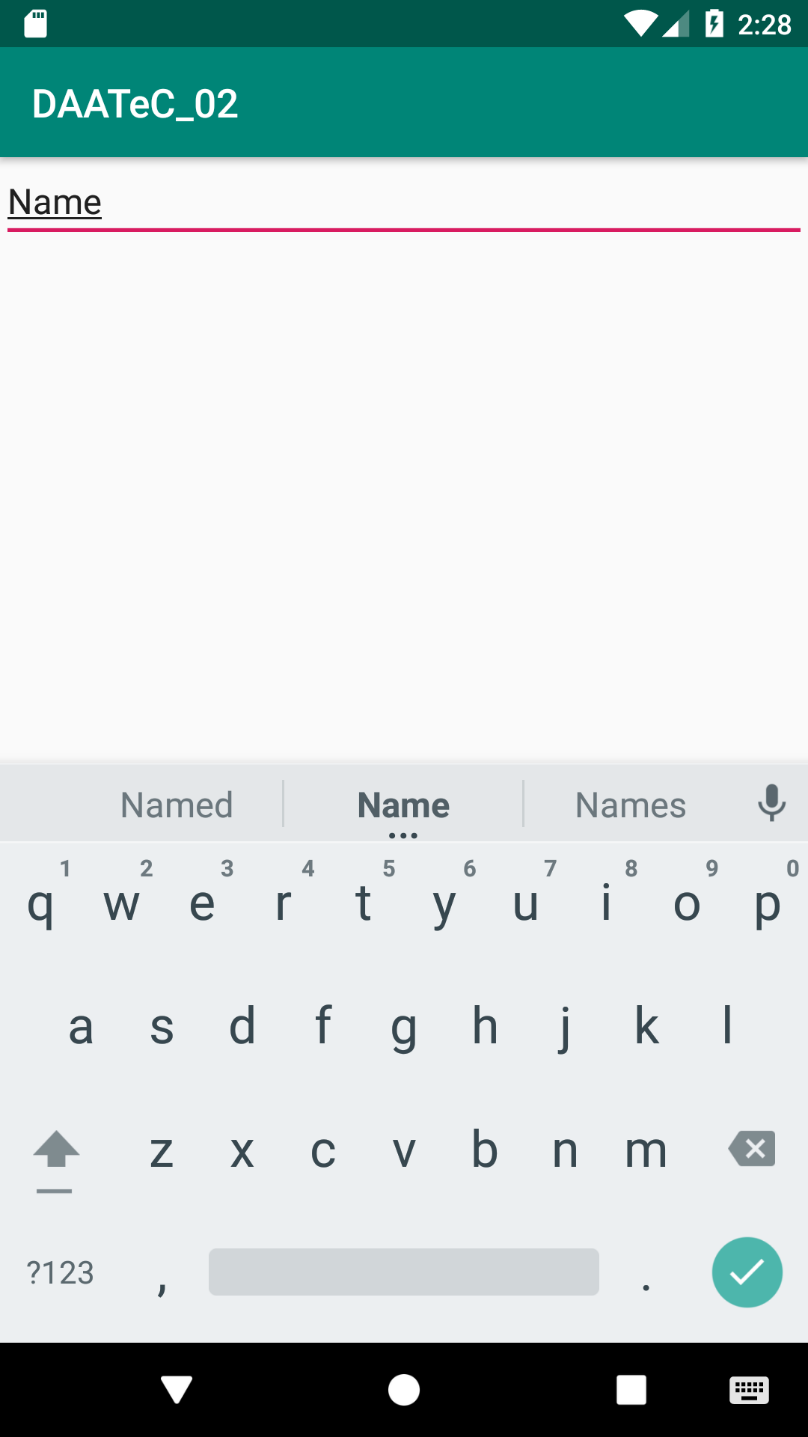 2:28
DAATeC_02
Name
Named Name Names
1 2 3 4 5 6 7 8 9 0
q w e r t y u i o p
a s d f g h j k l
z x c v b n m
?123 , .